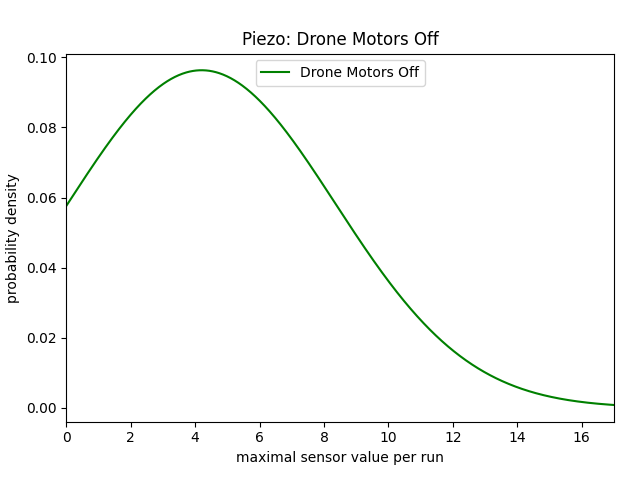 Piezo: Drone Motors Off
Drone Motors Off
probability density
0.10
0.08
0.06
0.04
0.02
0.00
0 2 4 6 8 10 12 14 16
maximal sensor value per run